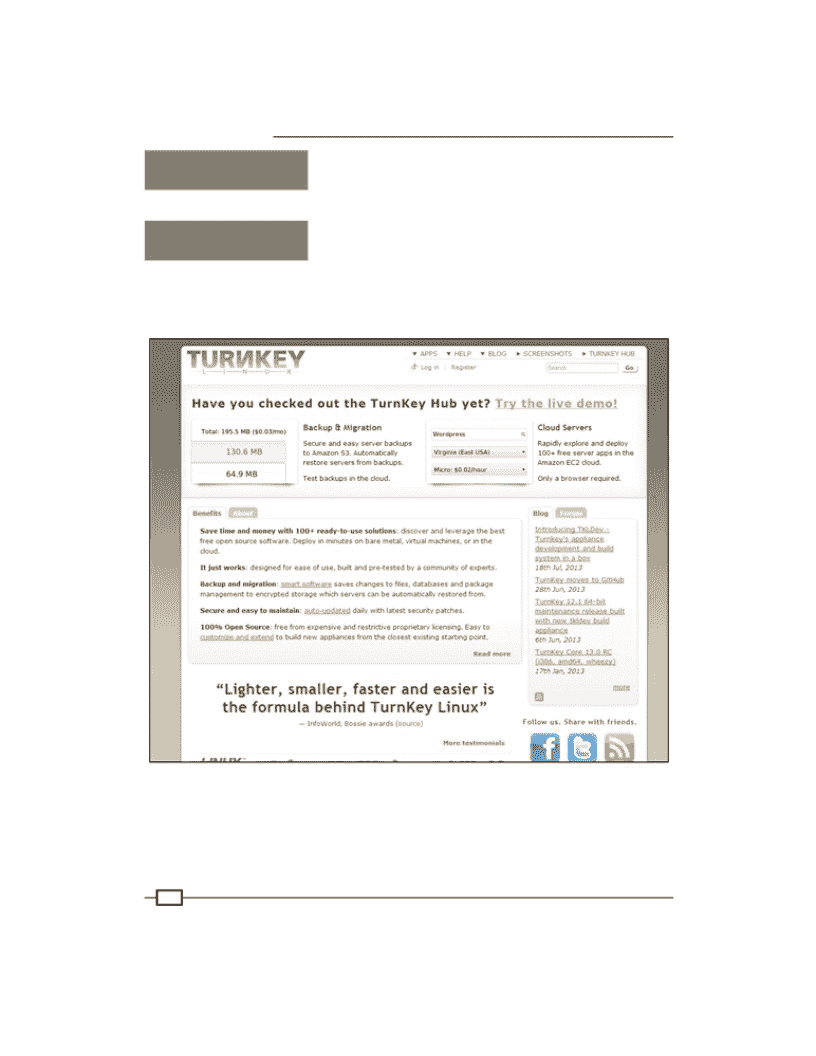 TURNKEY
LINUX
APPS HELP BLOG SCREENSHOTS TURNKEY HUB
Log in | Register Search Go
Have you checked out the TurnKey Hub yet? Try the live demo!
Total: 195.5 MB ($0.03/mo)
130.6 MB
64.9 MB
Backup & Migration
Secure and easy server backups
to Amazon S3. Automatically
restore servers from backups.
Test backups in the cloud.
Wordpress
Virginia (East USA)
Micro: $0.02/hour
Cloud Servers
Rapidly explore and deploy
100+ free server apps in the
Amazon EC2 cloud.
Only a browser required.
Benefits About
Save time and money with 100+ ready-to-use solutions: discover and leverage the best
free open source software. Deploy in minutes on bare metal, virtual machines, or in the
cloud.
It just works: designed for ease of use, built and pre-tested by a community of experts.
Backup and migration: smart software saves changes to files, databases and package
management to encrypted storage which servers can be automatically restored from.
Secure and easy to maintain: auto-updated daily with latest security patches.
100% Open Source: free from expensive and restrictive proprietary licensing. Easy to
customize and extend to build new appliances from the closest existing starting point.
Read more
Blog Forum
Introducing TKLDev :
Turnkey's appliance
development and build
system in a box
18th Jul, 2013
TurnKey moves to GitHub
28th Jun, 2013
TurnKey 12.1 64-bit
maintenance release built
with new tkldev build
appliance
6th Jun, 2013
TurnKey Core 13.0 RC
(i386, amd64, wheezy)
17th Jan, 2013
more
“Lighter, smaller, faster and easier is
the formula behind TurnKey Linux”
— InfoWorld, Bossie awards (source)
More testimonials
Follow us. Share with friends.
LINUX